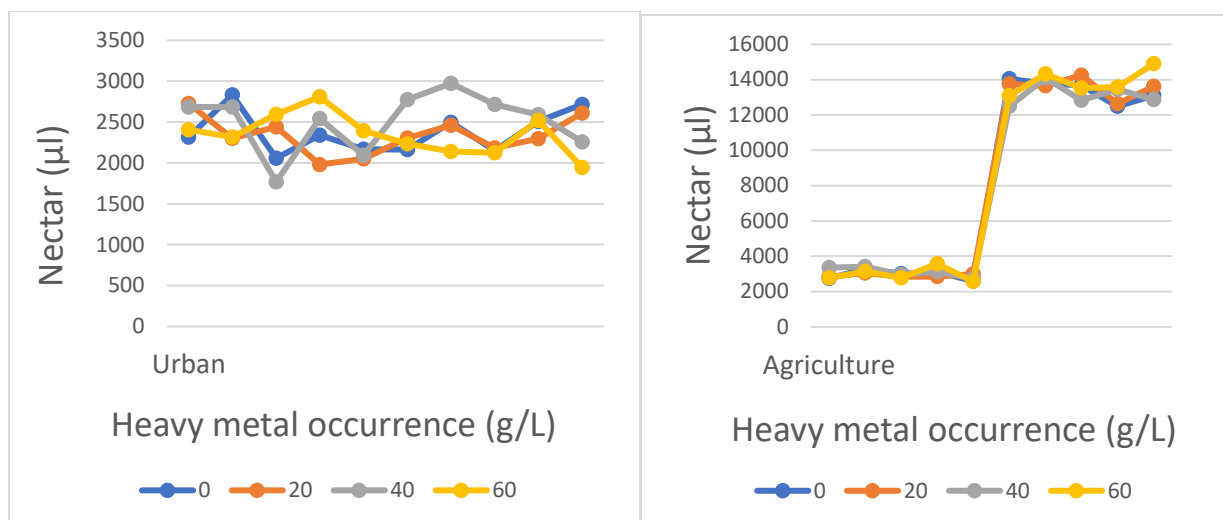 3500
3000
2500
2000
1500
1000
500
0
Nectar (µl)
Urban
Heavy metal occurrence (g/L)
0 20 40 60
16000
14000
12000
10000
8000
6000
4000
2000
0
Nectar (µl)
Agriculture
Heavy metal occurrence (g/L)
0 20 40 60